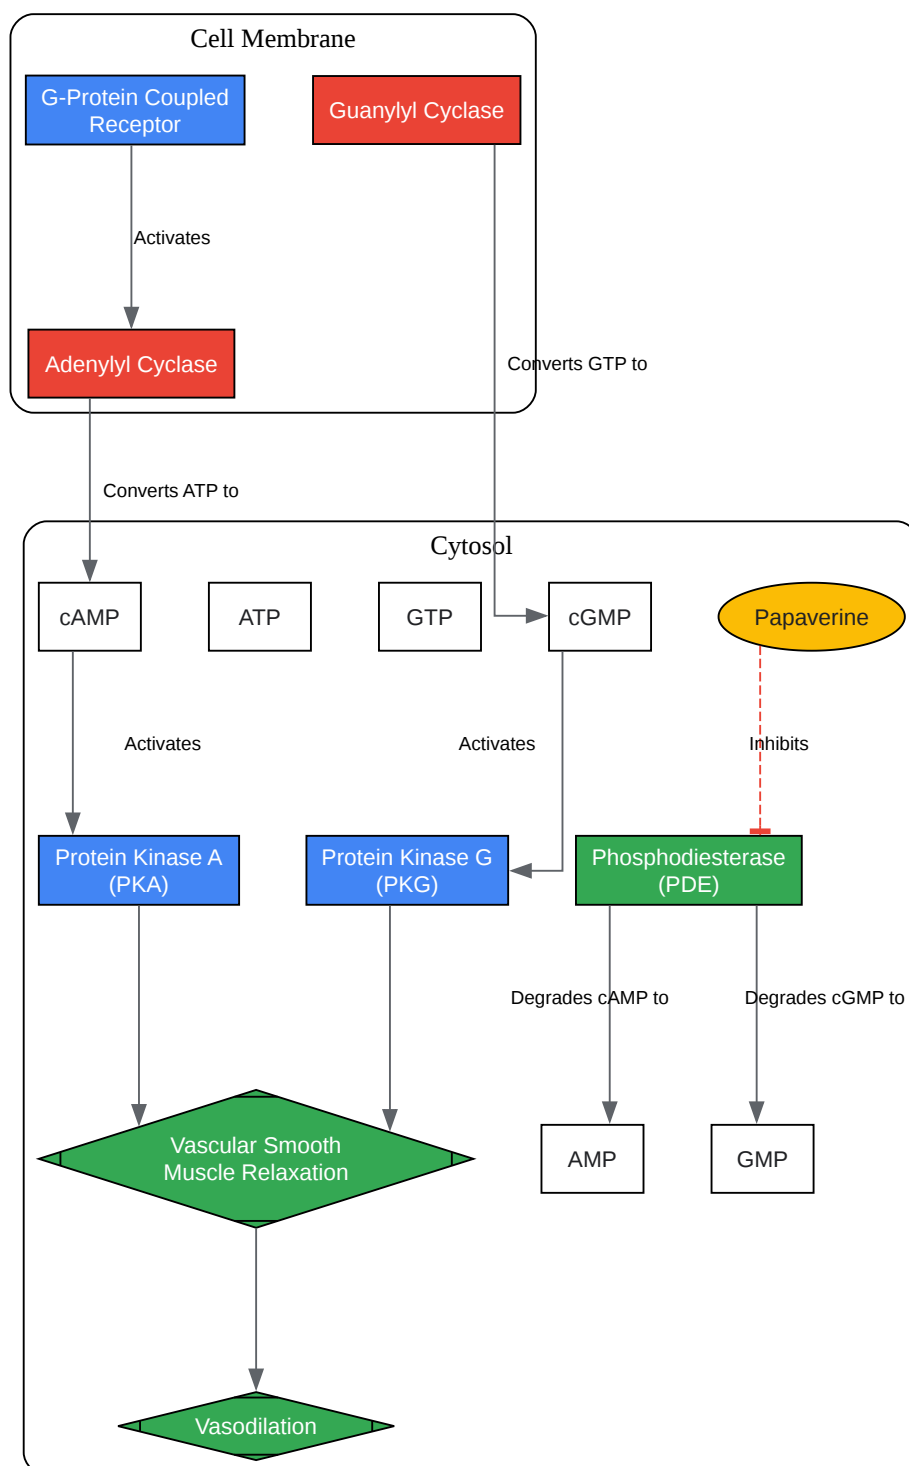 Cell Membrane
G-Protein Coupled
Receptor
Guanylyl Cyclase
Activates
Adenylyl Cyclase
Converts GTP to
Converts ATP to
Cytosol
cAMP
ATP
GTP
cGMP
Papaverine
Activates
Activates
Inhibits
Protein Kinase A
(PKA)
Protein Kinase G
(PKG)
Phosphodiesterase
(PDE)
Degrades cAMP to
Degrades cGMP to
Vascular Smooth
Muscle Relaxation
AMP
GMP
Vasodilation